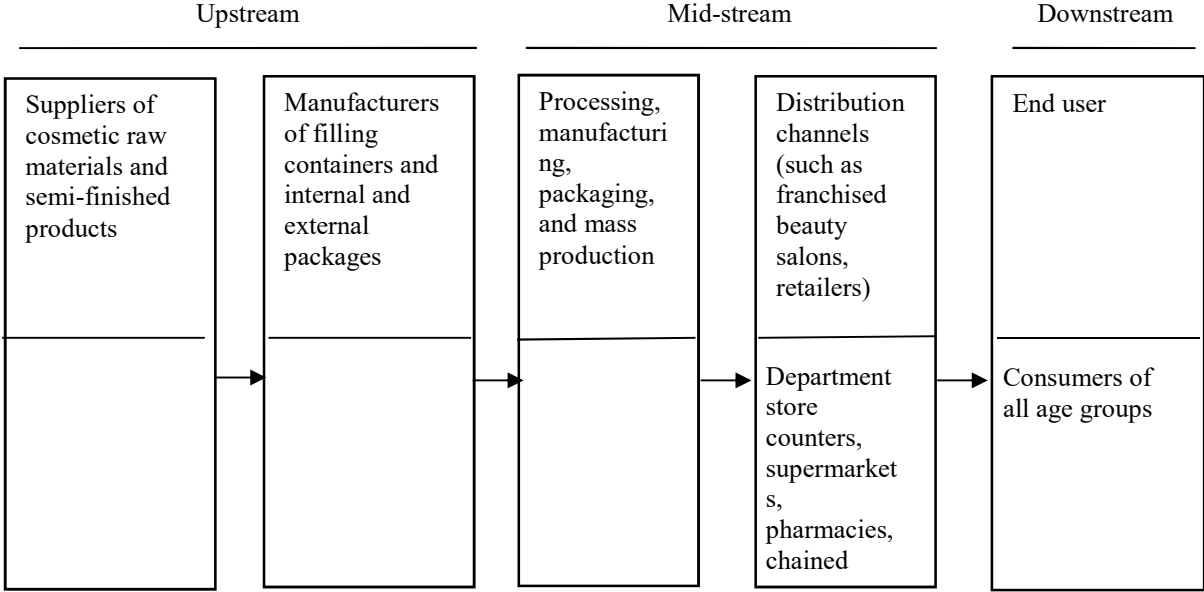 Upstream
Mid-stream
Downstream
Suppliers of
cosmetic raw
materials and
semi-finished
products
Manufacturers
of filling
containers and
internal and
external
packages
Processing,
manufacturi
ng,
packaging,
and mass
production
Distribution
channels
(such as
franchised
beauty
salons,
retailers)
Department
store
counters,
supermarket
s,
pharmacies,
chained
End user
Consumers of
all age groups